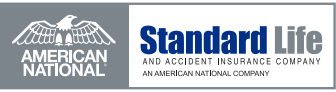 AMERICAN
NATIONAL
Standard Life
AND ACCIDENT INSURANCE COMPANY
AN AMERICAN NATIONAL COMPANY